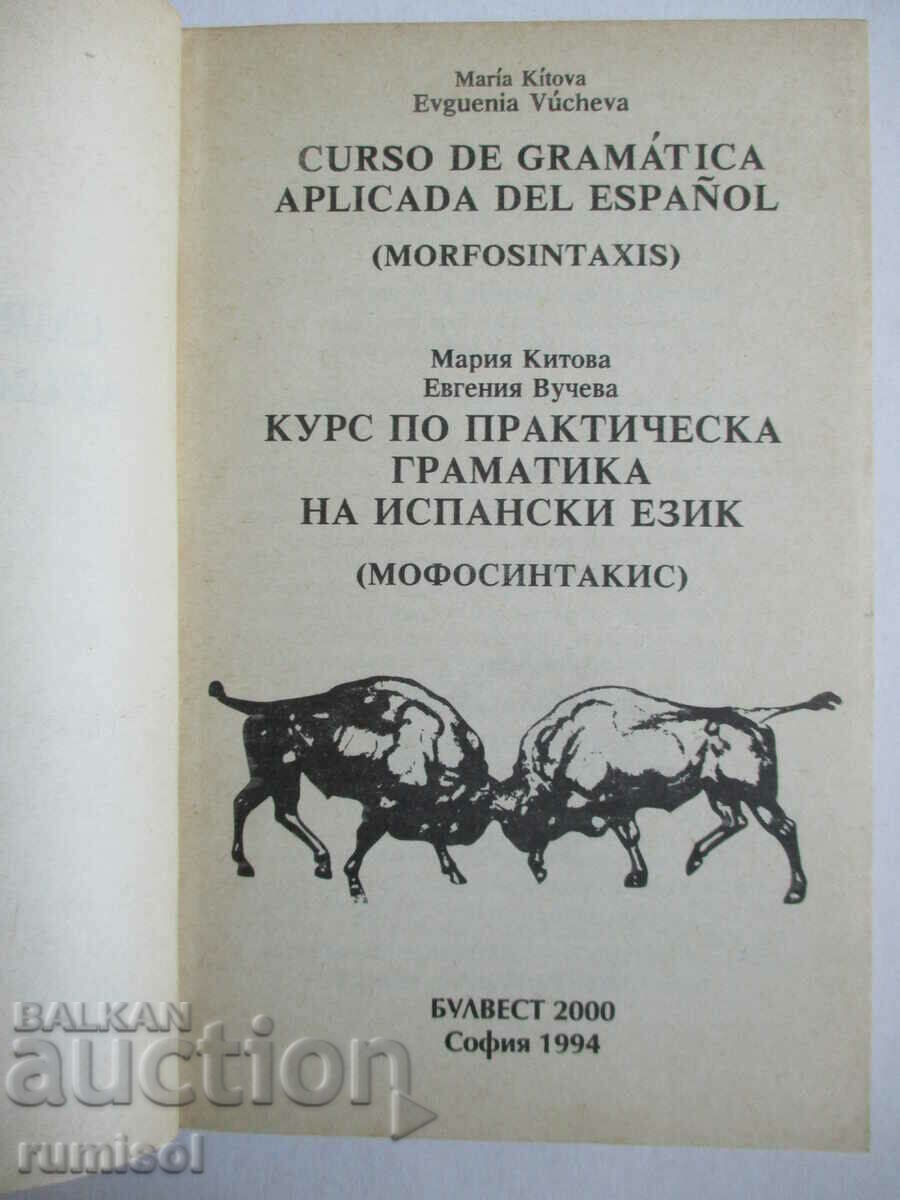 María Kítova
Evguenia Vúcheva
CURSO DE GRAMÁTICA
APLICADA DEL ESPAÑOL
(MORFOSINTAXIS)
Мария Китова
Евгения Вучева
КУРС ПО ПРАКТИЧЕСКА
ГРАМАТИКА
НА ИСПАНСКИ ЕЗИК
(МОФОСИНТАКИС)
БУЛВЕСТ 2000
София 1994
BALKAN
auction
rumisol